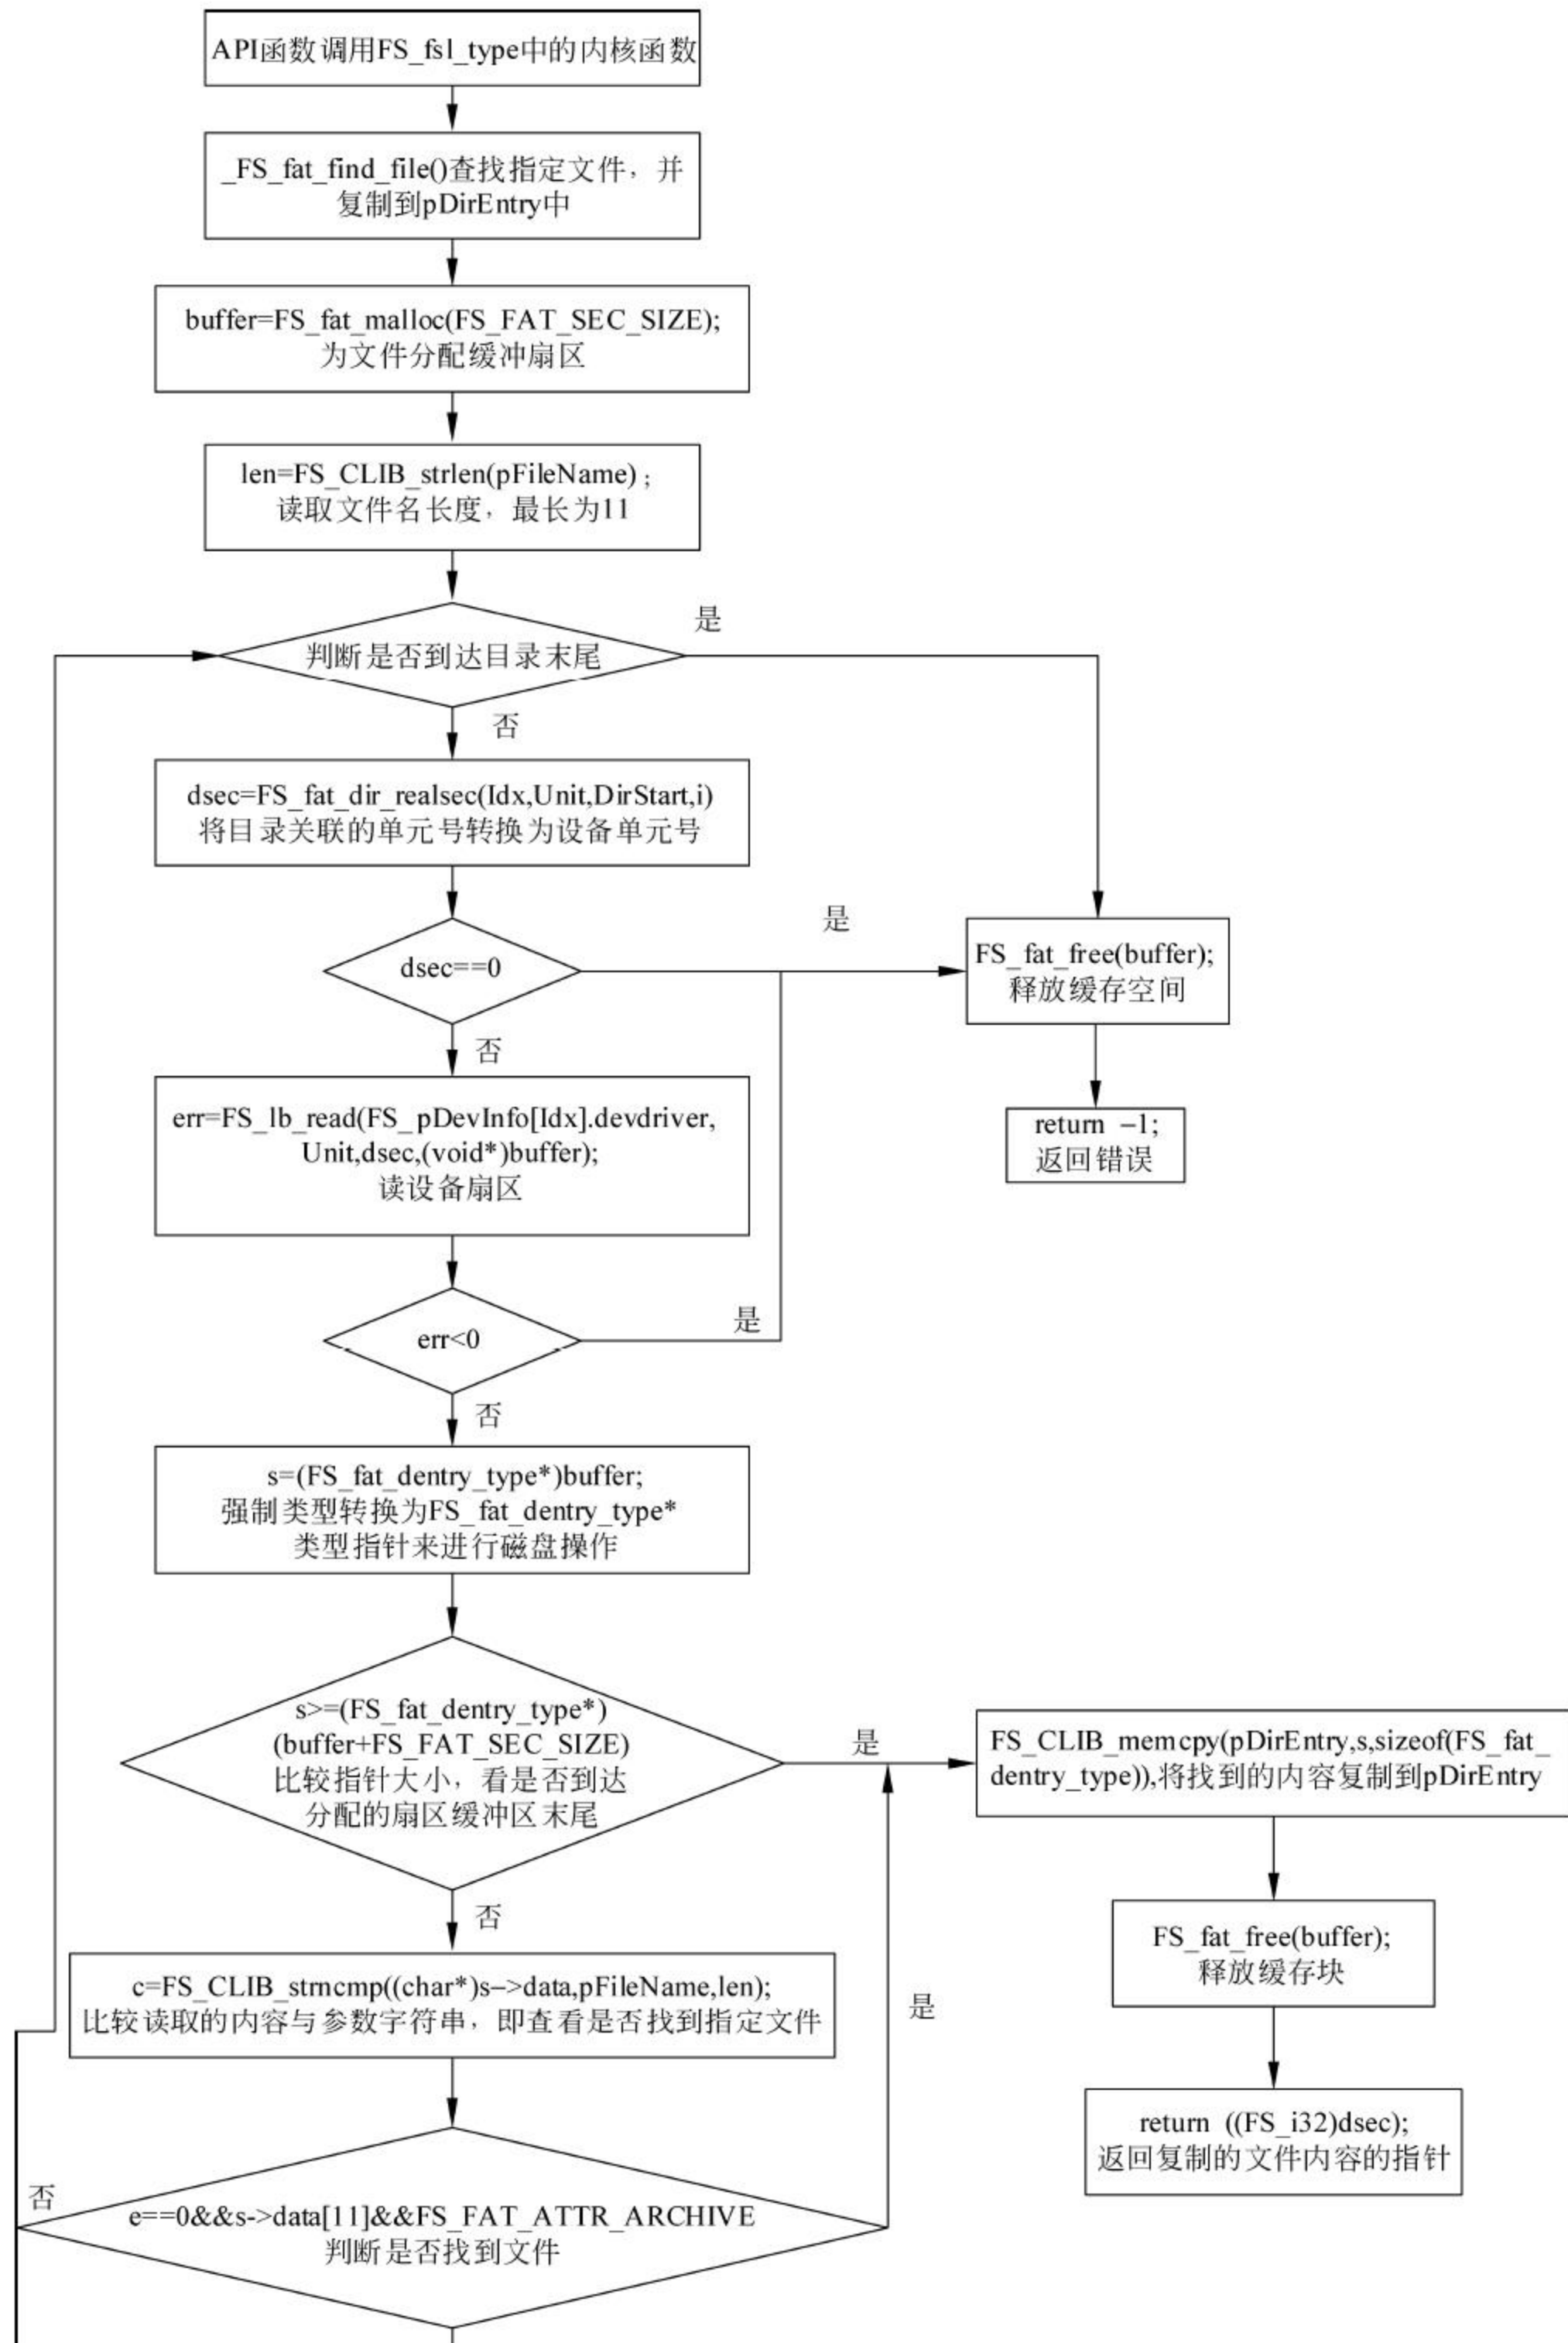 API函数调用FS_fsl_type中的内核函数
_FS_fat_find_file()查找指定文件，并
复制到pDirEntry中
buffer=FS_fat_malloc(FS_FAT_SEC_SIZE);
为文件分配缓冲扇区
len=FS_CLIB_strlen(pFileName) ;
读取文件名长度，最长为11
是
判断是否到达目录末尾
否
dsec=FS_fat_dir_realsec(Idx,Unit,DirStart,i)
将目录关联的单元号转换为设备单元号
是
dsec==0
FS_fat_free(buffer);
释放缓存空间
否
err=FS_lb_read(FS_pDevInfo[Idx].devdriver,
Unit,dsec,(void*)buffer);
读设备扇区
return –1;
返回错误
是
err<0
否
s=(FS_fat_dentry_type*)buffer;
强制类型转换为FS_fat_dentry_type*
类型指针来进行磁盘操作
s>=(FS_fat_dentry_type*)
(buffer+FS_FAT_SEC_SIZE)
比较指针大小，看是否到达
分配的扇区缓冲区末尾
是
FS_CLIB_memcpy(pDirEntry,s,sizeof(FS_fat_
dentry_type)),将找到的内容复制到pDirEntry
否
FS_fat_free(buffer);
释放缓存块
c=FS_CLIB_strncmp((char*)s–>data,pFileName,len);
比较读取的内容与参数字符串，即查看是否找到指定文件
是
return ((FS_i32)dsec);
返回复制的文件内容的指针
否
e==0&&s->data[11]&&FS_FAT_ATTR_ARCHIVE
判断是否找到文件